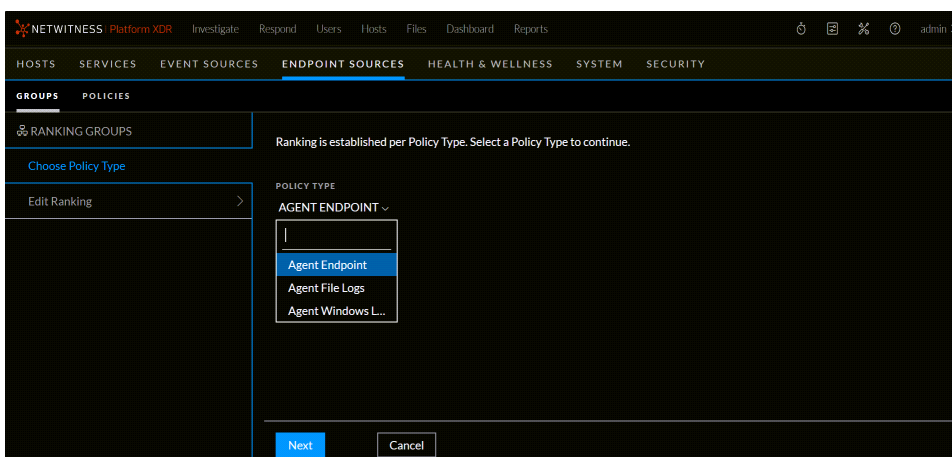 NETWITNESS Platform XDR Investigate Respond Users Hosts Files Dashboard Reports admin
HOSTS SERVICES EVENT SOURCES ENDPOINT SOURCES HEALTH & WELLNESS SYSTEM SECURITY
GROUPS POLICIES
RANKING GROUPS
Ranking is established per Policy Type. Select a Policy Type to continue.
Choose Policy Type
POLICY TYPE
Edit Ranking
AGENT ENDPOINT
Agent Endpoint
Agent File Logs
Agent Windows L...
Next Cancel